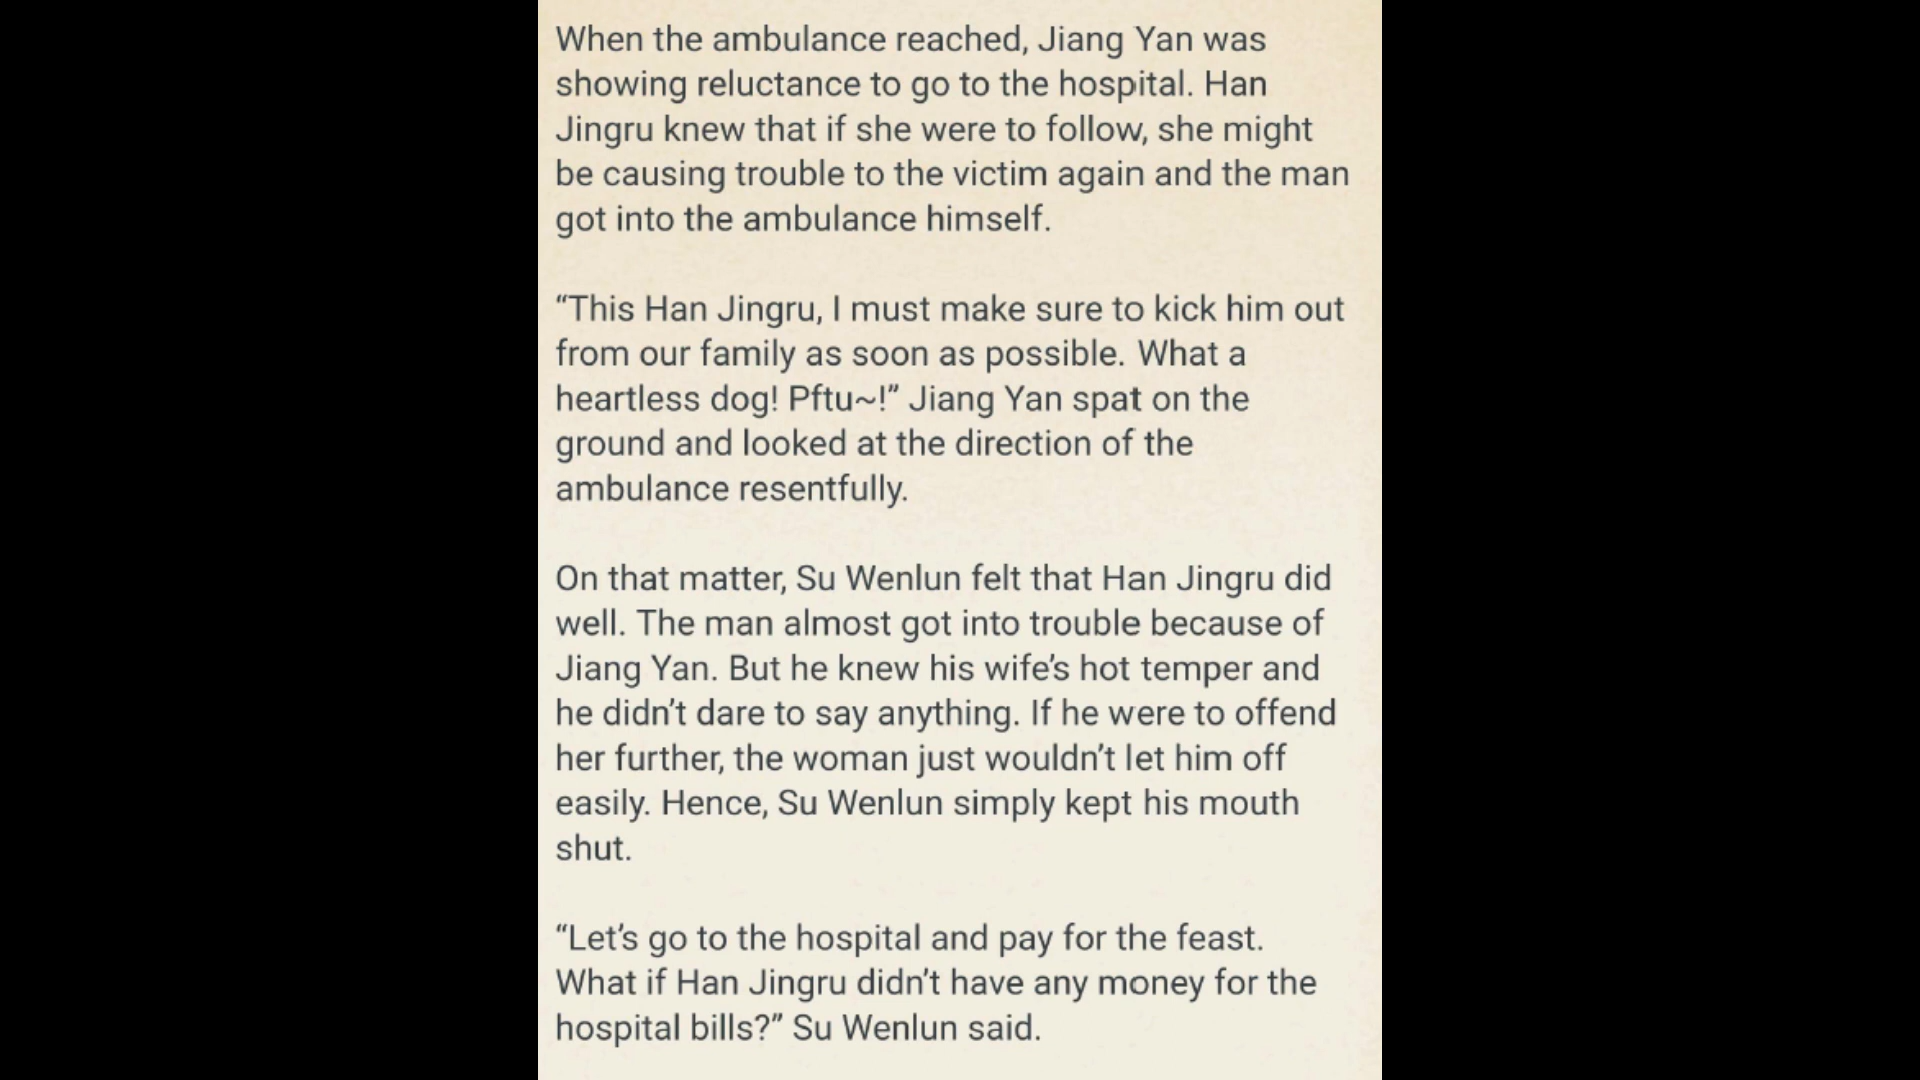 When the ambulance reached, Jiang Yan was
showing reluctance to go to the hospital. Han
Jingru knew that if she were to follow, she might
be causing trouble to the victim again and the man
got into the ambulance himself.
“This Han Jingru, I must make sure to kick him out
from our family as soon as possible. What a
heartless dog! Pftu~!” Jiang Yan spat on the
ground and looked at the direction of the
ambulance resentfully.
On that matter, Su Wenlun felt that Han Jingru did
well. The man almost got into trouble because of
Jiang Yan. But he knew his wife’s hot temper and
he didn’t dare to say anything. If he were to offend
her further, the woman just wouldn’t let him off
easily. Hence, Su Wenlun simply kept his mouth
shut.
“Let’s go to the hospital and pay for the feast.
What if Han Jingru didn’t have any money for the
hospital bills?” Su Wenlun said.